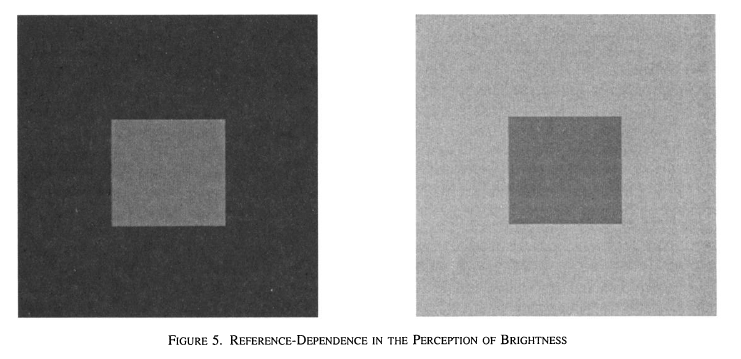 FIGURE 5. REFERENCE-DEPENDENCE IN THE PERCEPTION OF BRIGHTNESS